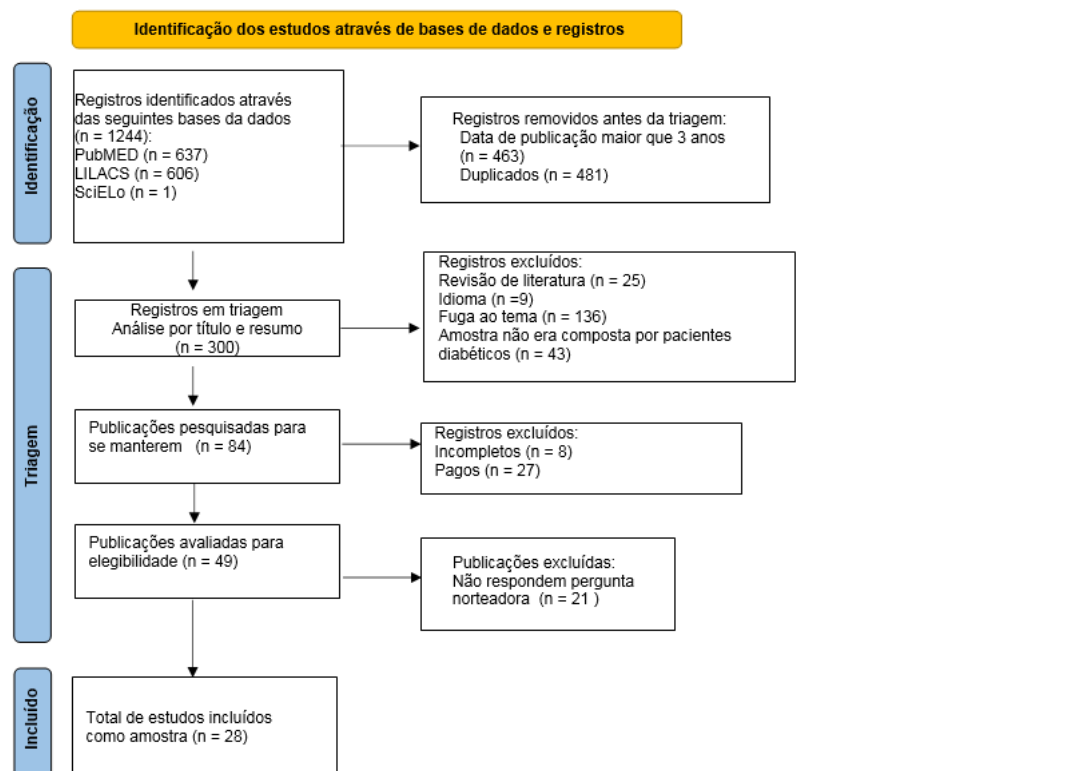 Identificação dos estudos através de bases de dados e registros
Identificação
Registros identificados através
das seguintes bases da dados
(n = 1244):
PubMED (n = 637)
LILACS (n = 606)
SciELo (n = 1)
Registros removidos antes da triagem:
Data de publicação maior que 3 anos
(n = 463)
Duplicados (n = 481)
Triagem
Registros em triagem
Análise por título e resumo
(n = 300)
Registros excluídos:
Revisão de literatura (n = 25)
Idioma (n =9)
Fuga ao tema (n = 136)
Amostra não era composta por pacientes
diabéticos (n = 43)
Publicações pesquisadas para
se manterem (n = 84)
Registros excluídos:
Incompletos (n = 8)
Pagos (n = 27)
Publicações avaliadas para
elegibilidade (n = 49)
Publicações excluídas:
Não respondem pergunta
norteadora (n = 21 )
Incluído
Total de estudos incluídos
como amostra (n = 28)